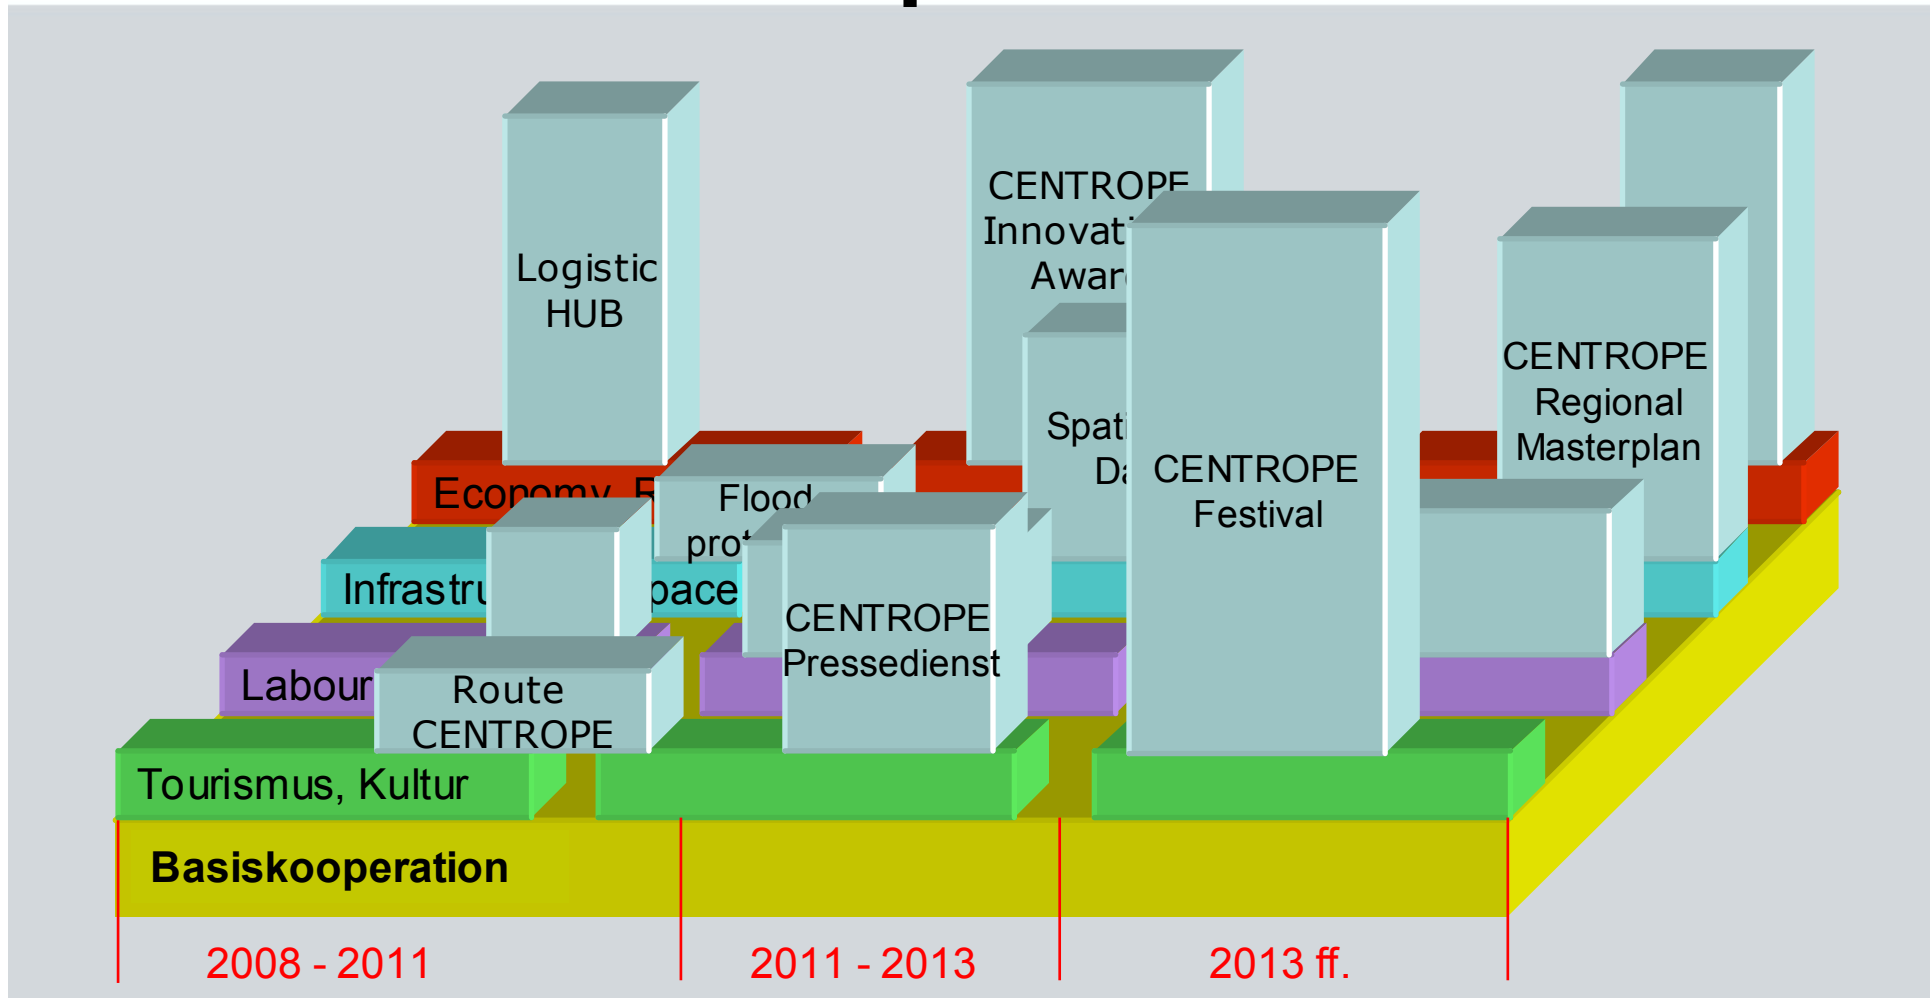 Logistic
HUB
CENTROPE
CENTROPE
Regional
Masterplan
Economy,
Flood
CENTROPE
Festival
CENTROPE
Pressedienst
Labour
Route
CENTROPE
Tourismus, Kultur
Basiskooperation
2008 - 2011
2011 - 2013
2013 ff.